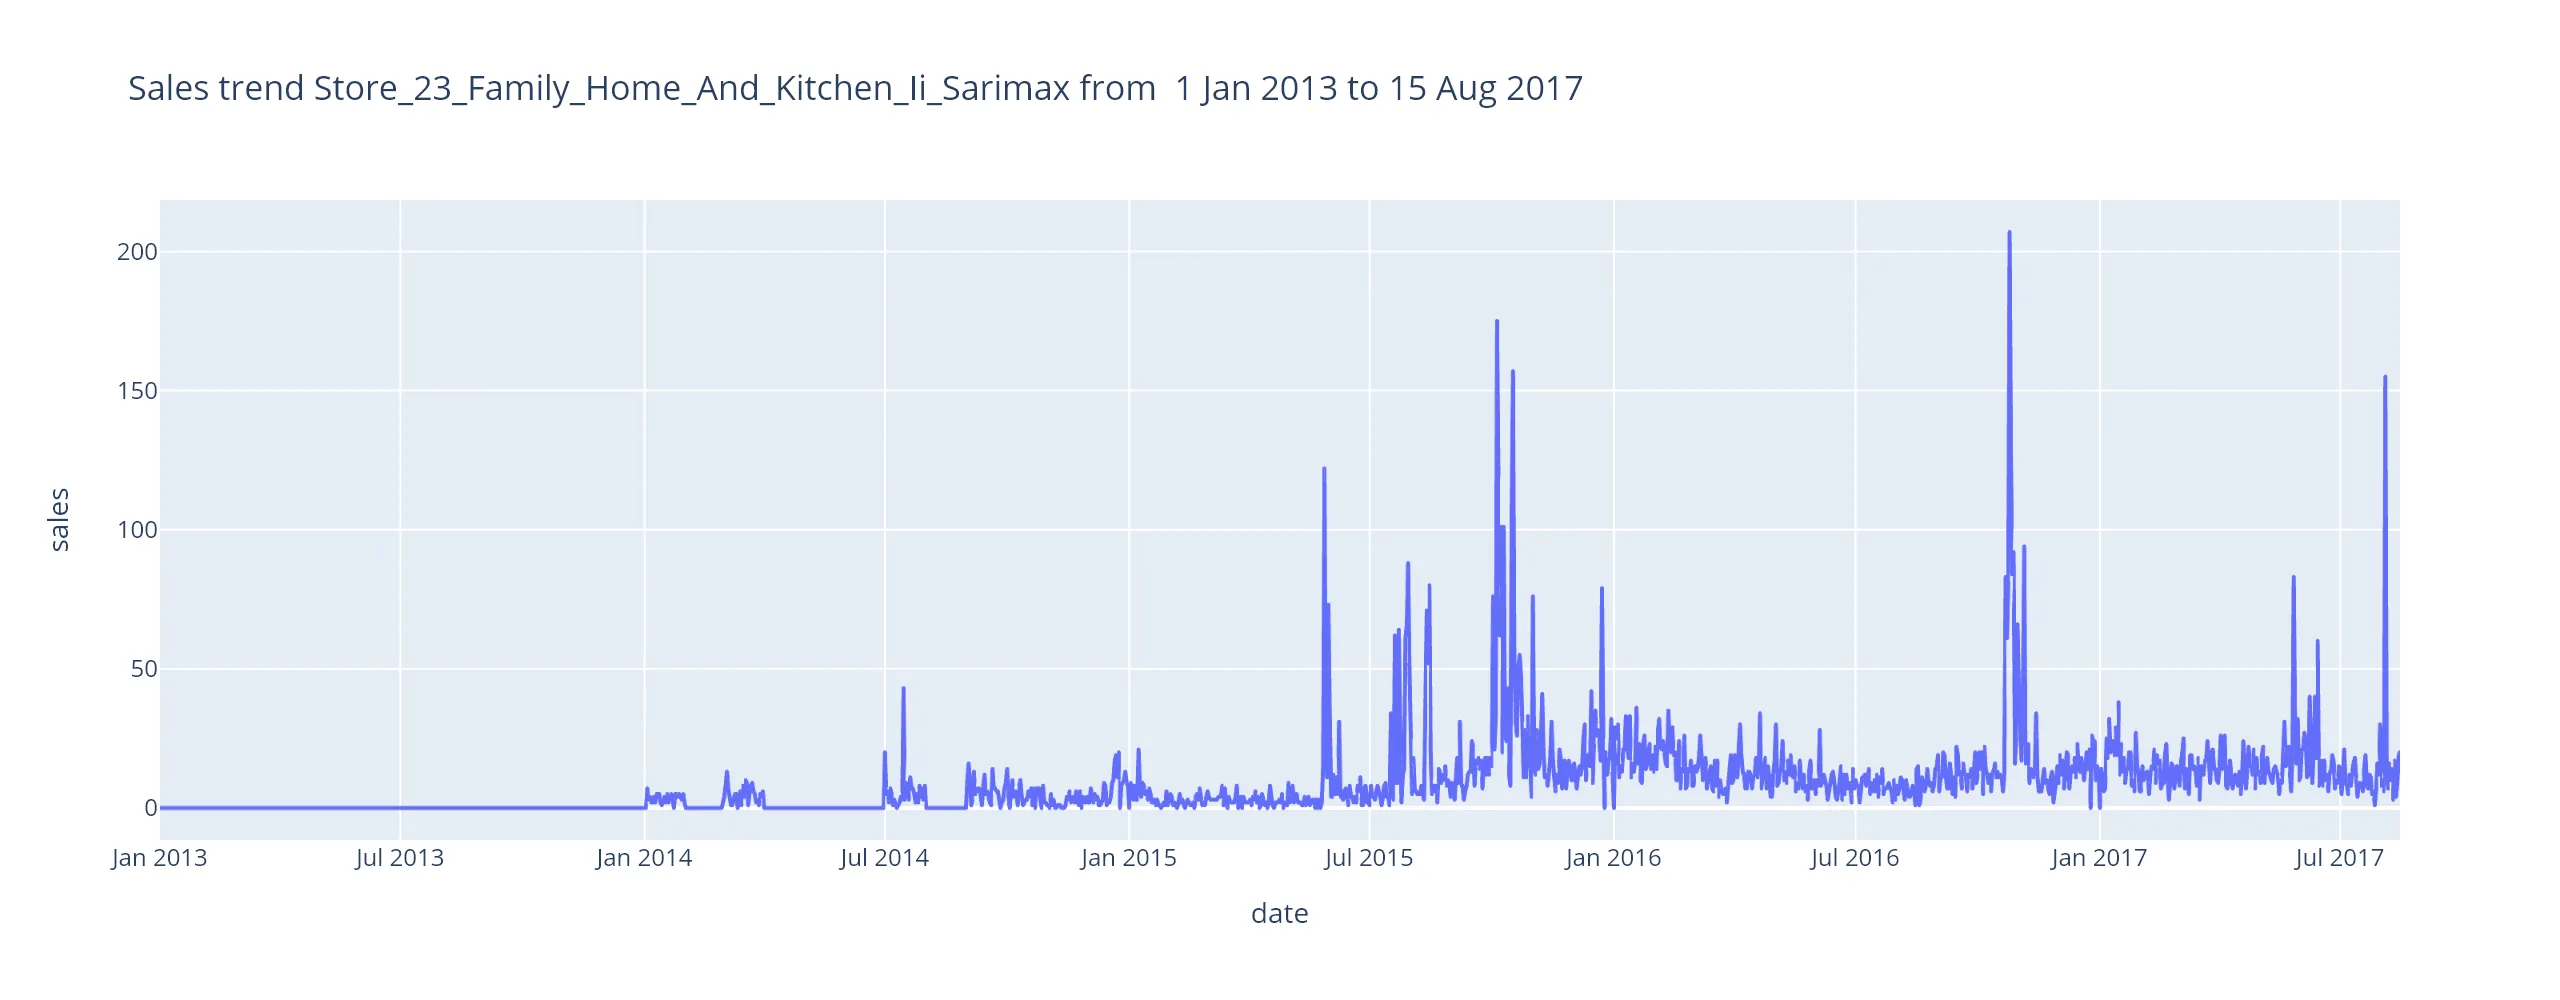 Sales trend Store_23_Family_Home_And_Kitchen_Ii_Sarimax from  1 Jan 2013 to 15 Aug 2017
200
150
100
50
0
sales
Jan 2013 Jul 2013 Jan 2014 Jul 2014 Jan 2015 Jul 2015 Jan 2016 Jul 2016 Jan 2017 Jul 2017
date